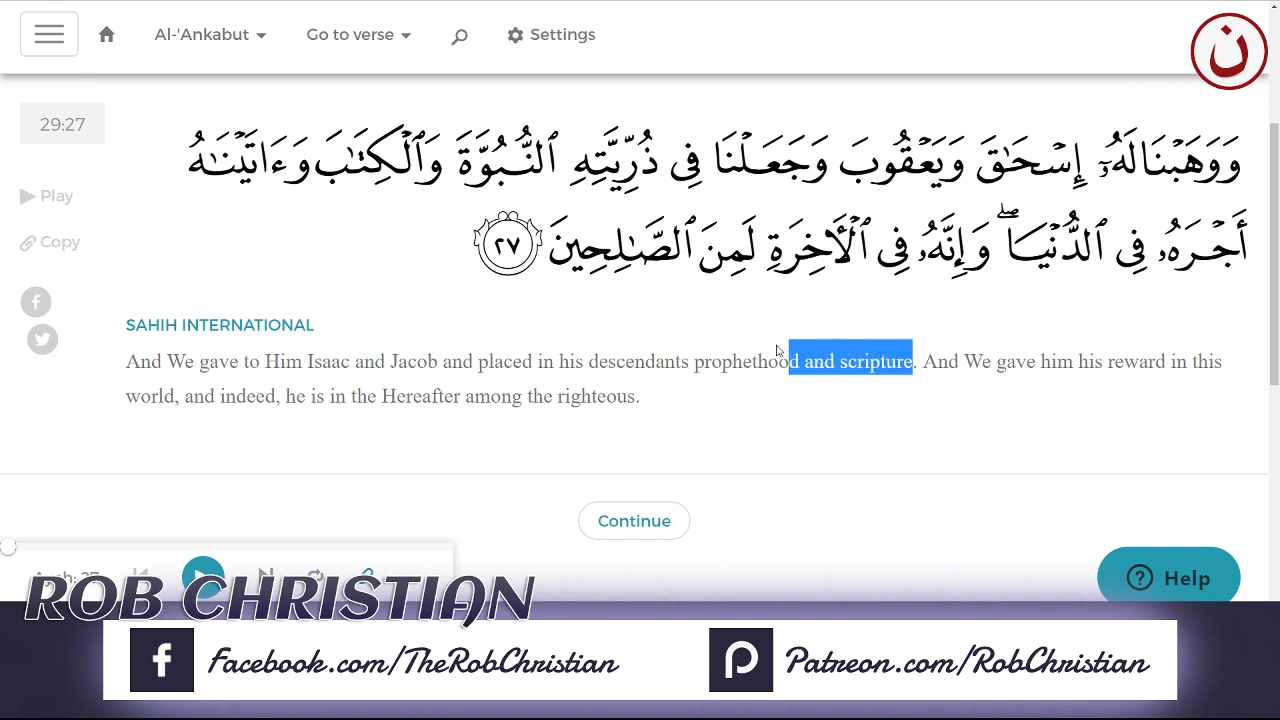 Al-'Ankabut
Go to verse
Settings
ن
29:27
وَوَهَبْنَا لَهُۥٓ إِسْحَـٰقَ وَيَعْقُوبَ وَجَعَلْنَا فِى ذُرِّيَّتِهِ ٱلنُّبُوَّةَ وَٱلْكِتَـٰبَ وَءَاتَيْنَـٰهُ
أَجْرَهُۥ فِى ٱلدُّنْيَا ۖ وَإِنَّهُۥ فِى ٱلْـَٔاخِرَةِ لَمِنَ ٱلصَّـٰلِحِينَ ٢٧
Play
Copy
SAHIH INTERNATIONAL
And We gave to Him Isaac and Jacob and placed in his descendants prophethood and scripture. And We gave him his reward in this
world, and indeed, he is in the Hereafter among the righteous.
Continue
Help
ROB CHRISTIAN
Facebook.com/TheRobChristian
Patreon.com/RobChristian